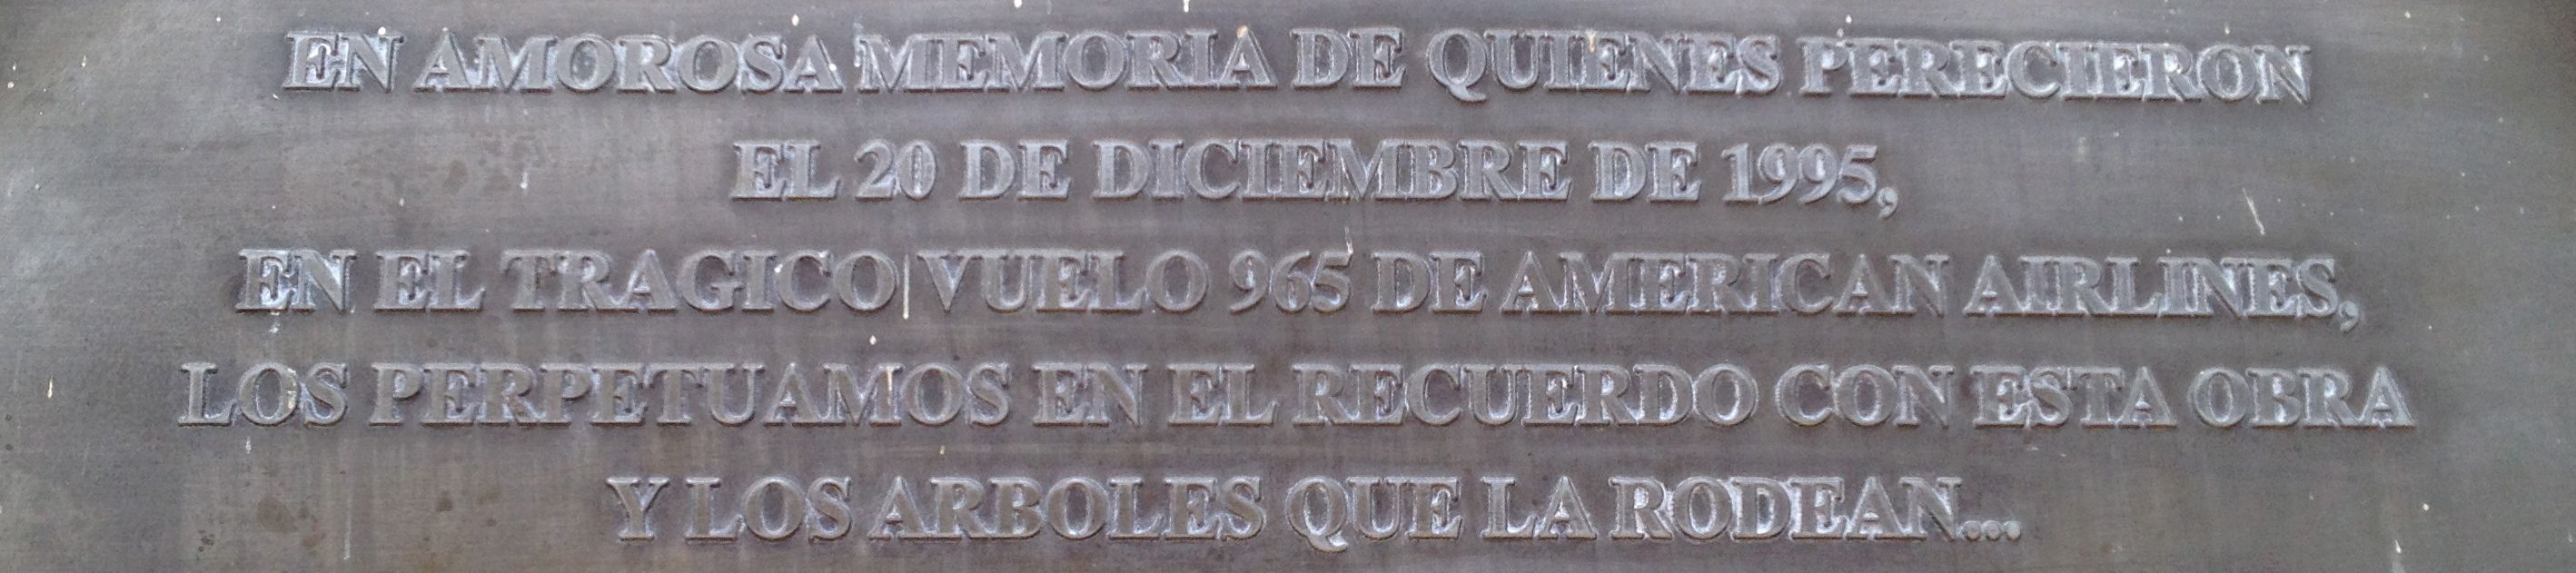 EN AMOROSA MEMORIA DE QUIENES PERECIERON
EL 20 DE DICIEMBRE DE 1995,
EN EL TRAGICO VUELO 965 DE AMERICAN AIRLINES,
LOS PERPETUAMOS EN EL RECUERDO CON ESTA OBRA
Y LOS ARBOLES QUE LA RODEAN...